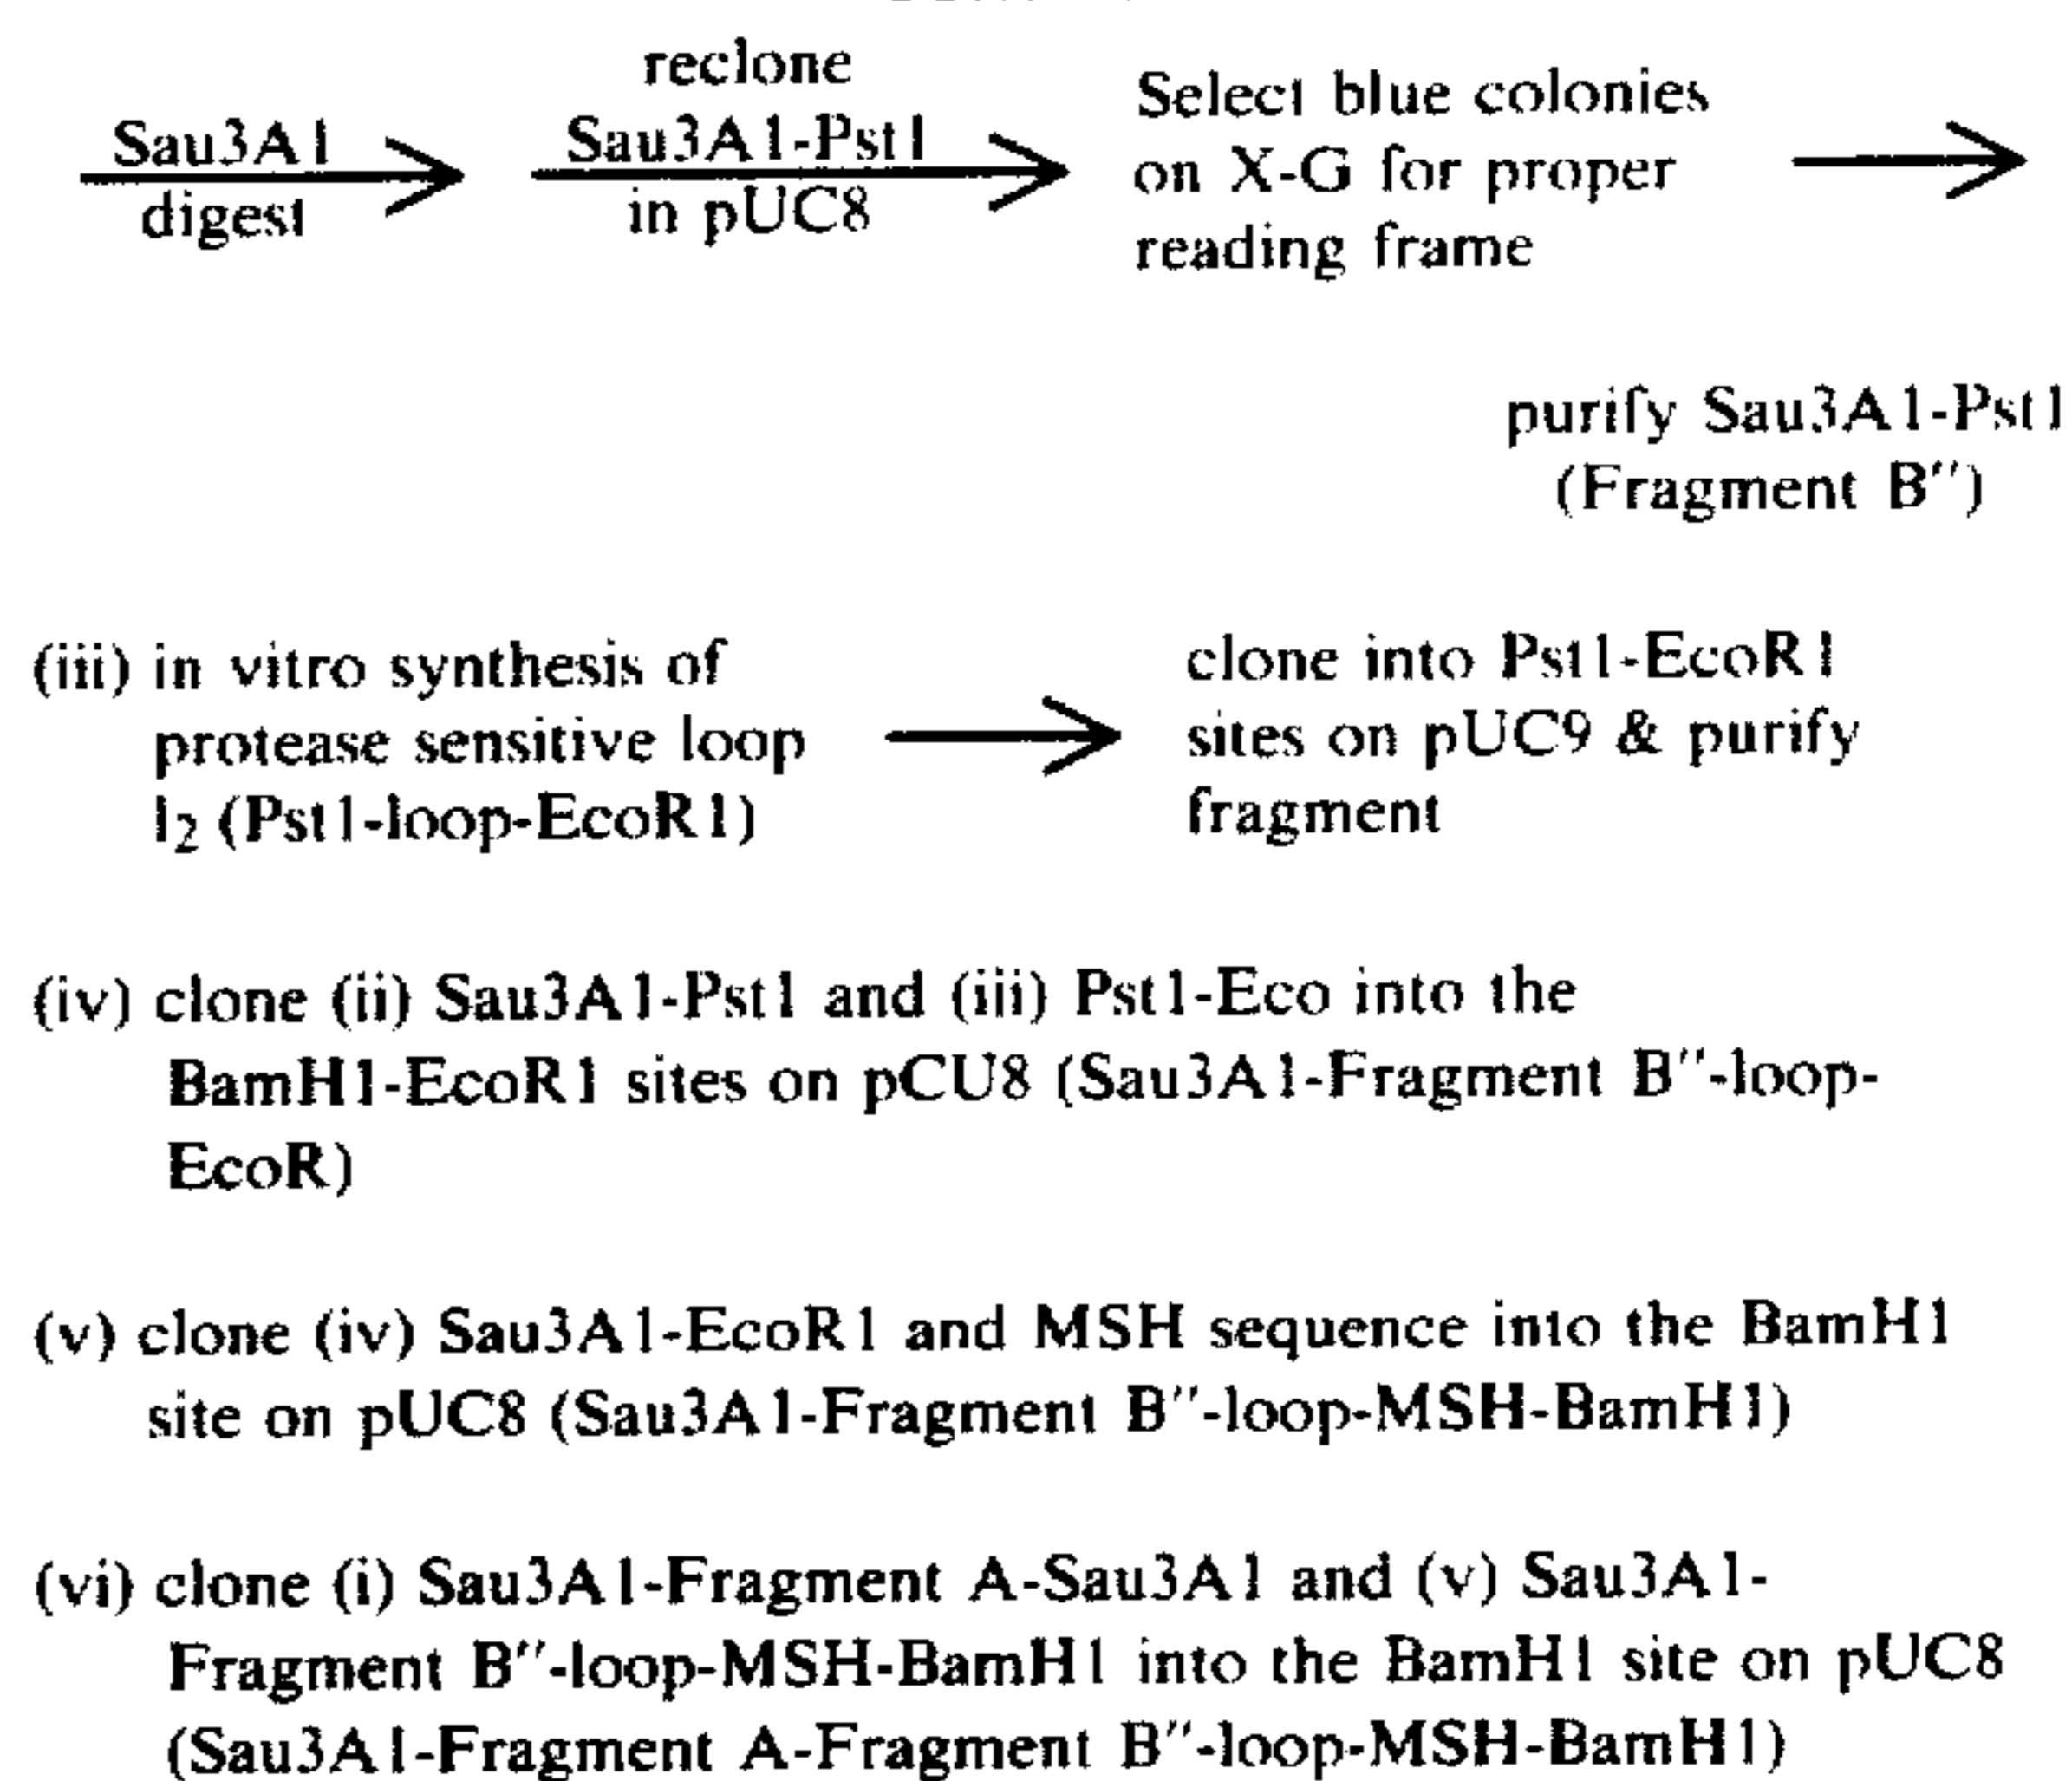 Sau3A1
digest
reclone
Sau3A1-Pst1
in pUC8
Select blue colonies
on X-G for proper
reading frame
purify Sau3A1-Pst1
(Fragment B″)
(iii) in vitro synthesis of
protease sensitive loop
l₂ (Pst1-loop-EcoR1)
clone into Pst1-EcoR1
sites on pUC9 & purify
fragment
(iv) clone (ii) Sau3A1-Pst1 and (iii) Pst1-Eco into the
BamH1-EcoR1 sites on pCU8 (Sau3A1-Fragment B″-loop-
EcoR)
(v) clone (iv) Sau3A1-EcoR1 and MSH sequence into the BamH1
site on pUC8 (Sau3A1-Fragment B″-loop-MSH-BamH1)
(vi) clone (i) Sau3A1-Fragment A-Sau3A1 and (v) Sau3A1-
Fragment B″-loop-MSH-BamH1 into the BamH1 site on pUC8
(Sau3A1-Fragment A-Fragment B″-loop-MSH-BamH1)